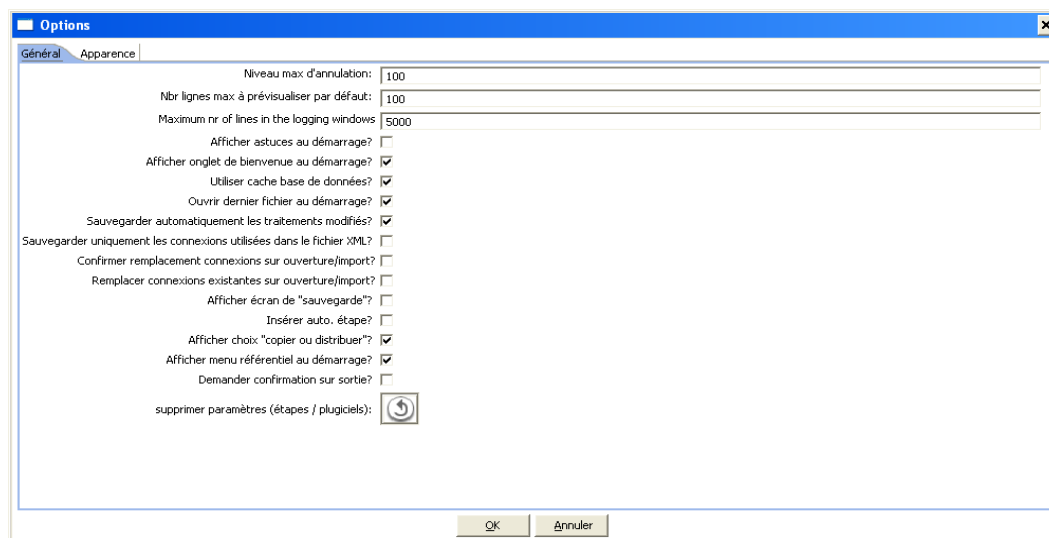 Options
Général Apparence
Niveau max d'annulation: 100
Nbr lignes max à prévisualiser par défaut: 100
Maximum nr of lines in the logging windows 5000
Afficher astuces au démarrage?
Afficher onglet de bienvenue au démarrage?
Utiliser cache base de données?
Ouvrir dernier fichier au démarrage?
Sauvegarder automatiquement les traitements modifiés?
Sauvegarder uniquement les connexions utilisées dans le fichier XML?
Confirmer remplacement connexions sur ouverture/import?
Remplacer connexions existantes sur ouverture/import?
Afficher écran de "sauvegarde"?
Insérer auto. étape?
Afficher choix "copier ou distribuer"?
Afficher menu référentiel au démarrage?
Demander confirmation sur sortie?
supprimer paramètres (étapes / plugiciels):
OK Annuler